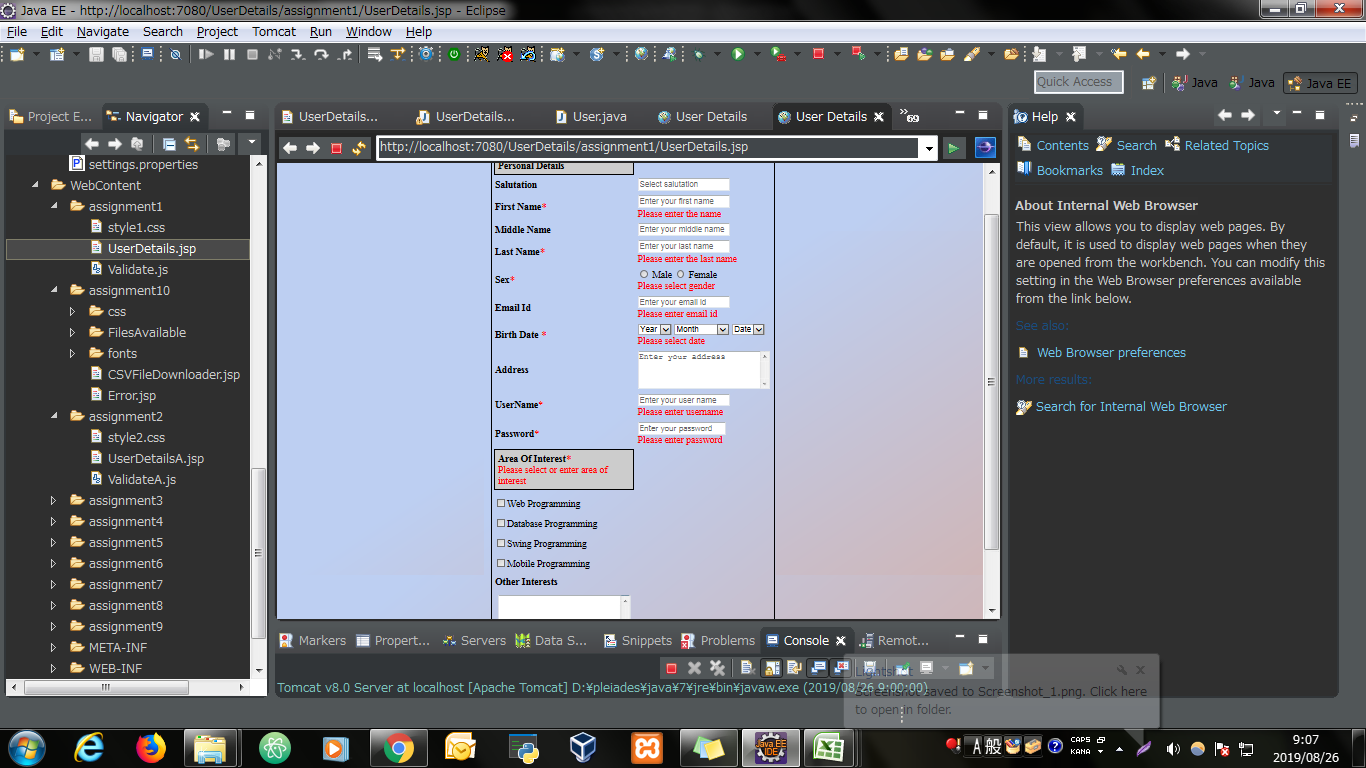 Java EE - http://localhost:7080/UserDetails/assignment1/UserDetails.jsp - Eclipse
File Edit Navigate Search Project Tomcat Run Window Help
Quick Access
Java Java Java EE
Project E... Navigator
settings.properties
WebContent
assignment1
style1.css
UserDetails.jsp
Validate.js
assignment10
css
FilesAvailable
fonts
CSVFileDownloader.jsp
Error.jsp
assignment2
style2.css
UserDetailsA.jsp
ValidateA.js
assignment3
assignment4
assignment5
assignment6
assignment7
assignment8
assignment9
META-INF
WEB-INF
UserDetails... UserDetails... User.java User Details User Details »69
http://localhost:7080/UserDetails/assignment1/UserDetails.jsp
Personal Details
Salutation Select salutation
First Name* Enter your first name
Please enter the name
Middle Name Enter your middle name
Last Name* Enter your last name
Please enter the last name
Sex* Male Female
Please select gender
Email Id Enter your email id
Please enter email id
Birth Date * Year Month Date
Please select date
Address Enter your address
UserName* Enter your user name
Please enter username
Password* Enter your password
Please enter password
Area Of Interest*
Please select or enter area of
interest
Web Programming
Database Programming
Swing Programming
Mobile Programming
Other Interests
Help
Contents Search Related Topics
Bookmarks Index
About Internal Web Browser
This view allows you to display web pages. By
default, it is used to display web pages when they
are opened from the workbench. You can modify this
setting in the Web Browser preferences available
from the link below.
See also:
Web Browser preferences
More results:
Search for Internal Web Browser
Markers Propert... Servers Data S... Snippets Problems Console Remot...
Tomcat v8.0 Server at localhost [Apache Tomcat] D:¥pleiades¥java¥7¥jre¥bin¥javaw.exe (2019/08/26 9:00:00)
Lightshot
Screenshot saved to Screenshot_1.png. Click here
to open in folder.
Java EE
IDE
A 般
CAPS
KANA
9:07
2019/08/26